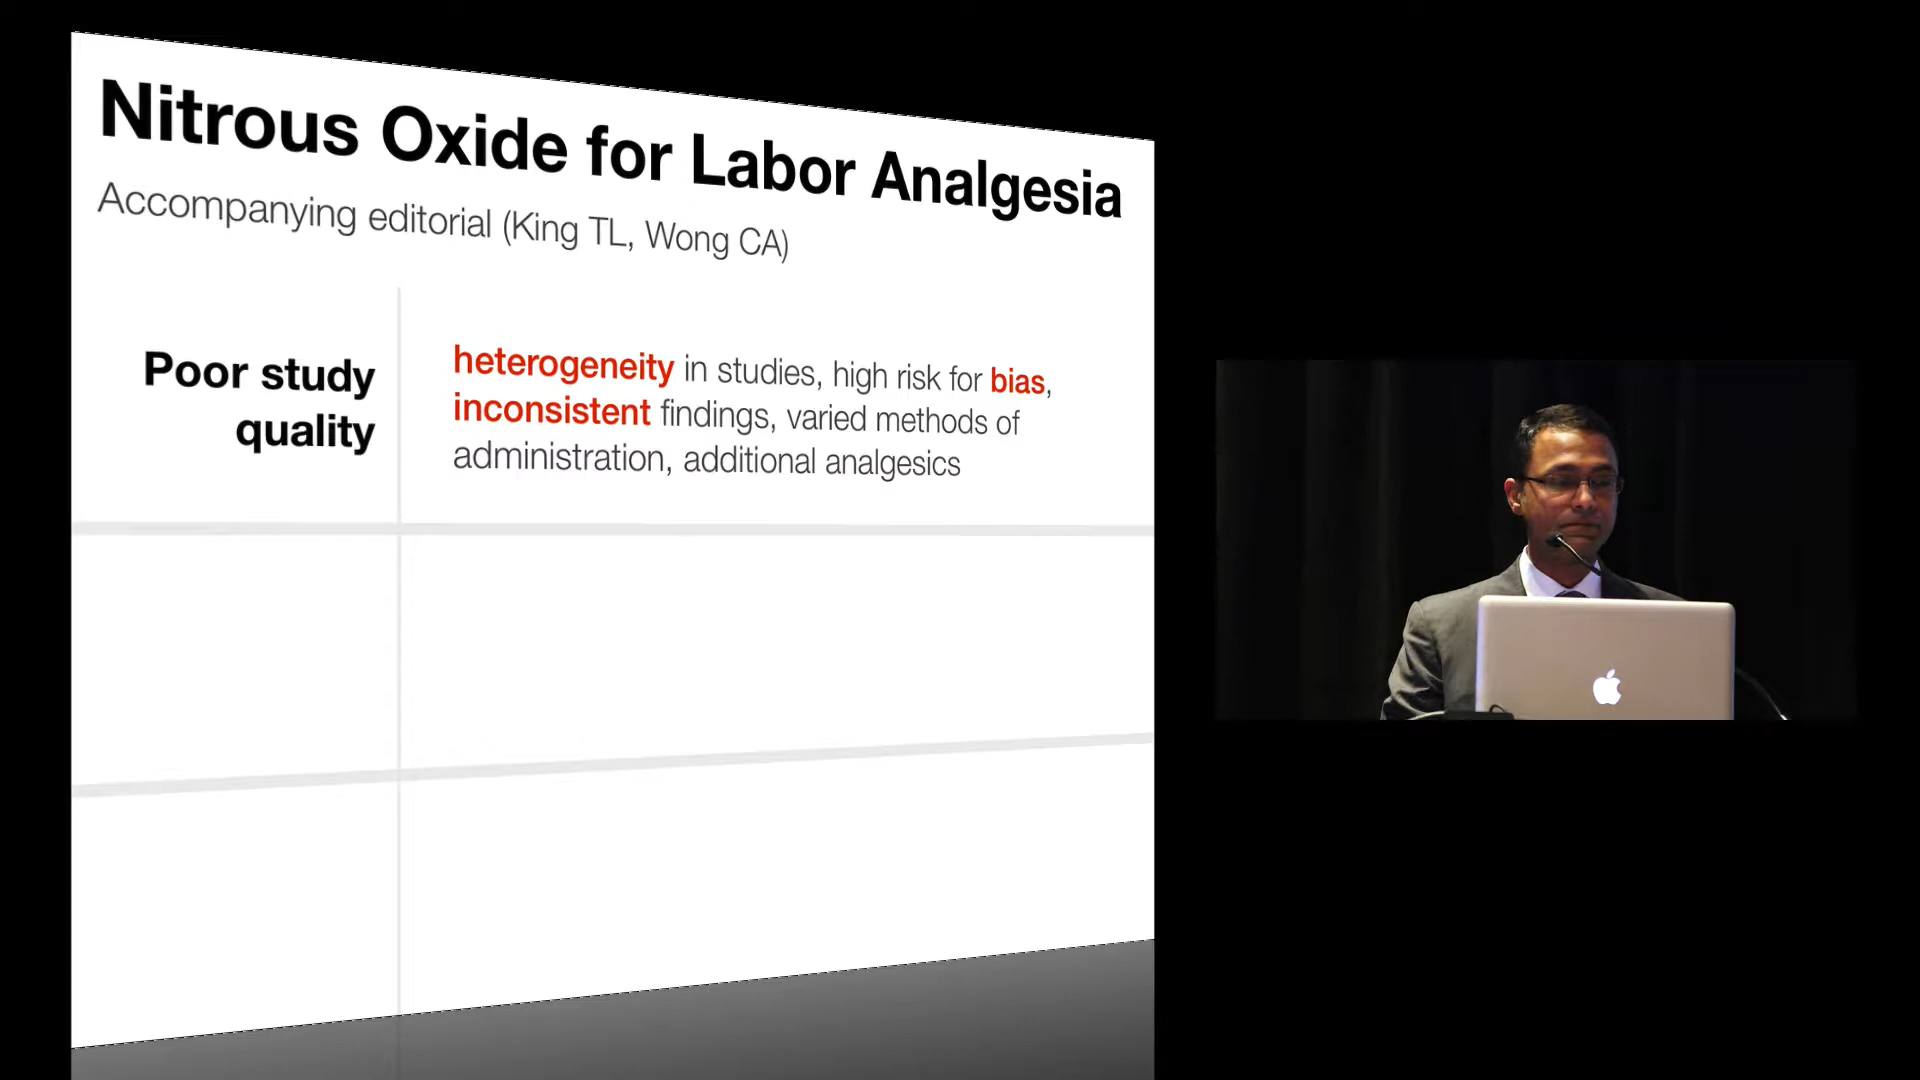 Nitrous Oxide for Labor Analgesia
Accompanying editorial (King TL, Wong CA)
Poor study
quality
heterogeneity in studies, high risk for bias,
inconsistent findings, varied methods of
administration, additional analgesics